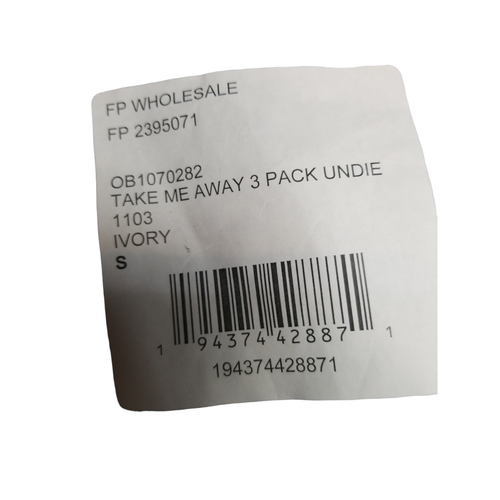 FP WHOLESALE
FP 2395071
OB1070282
TAKE ME AWAY 3 PACK UNDIE
1103
IVORY
S
1 94374 42887 1
194374428871